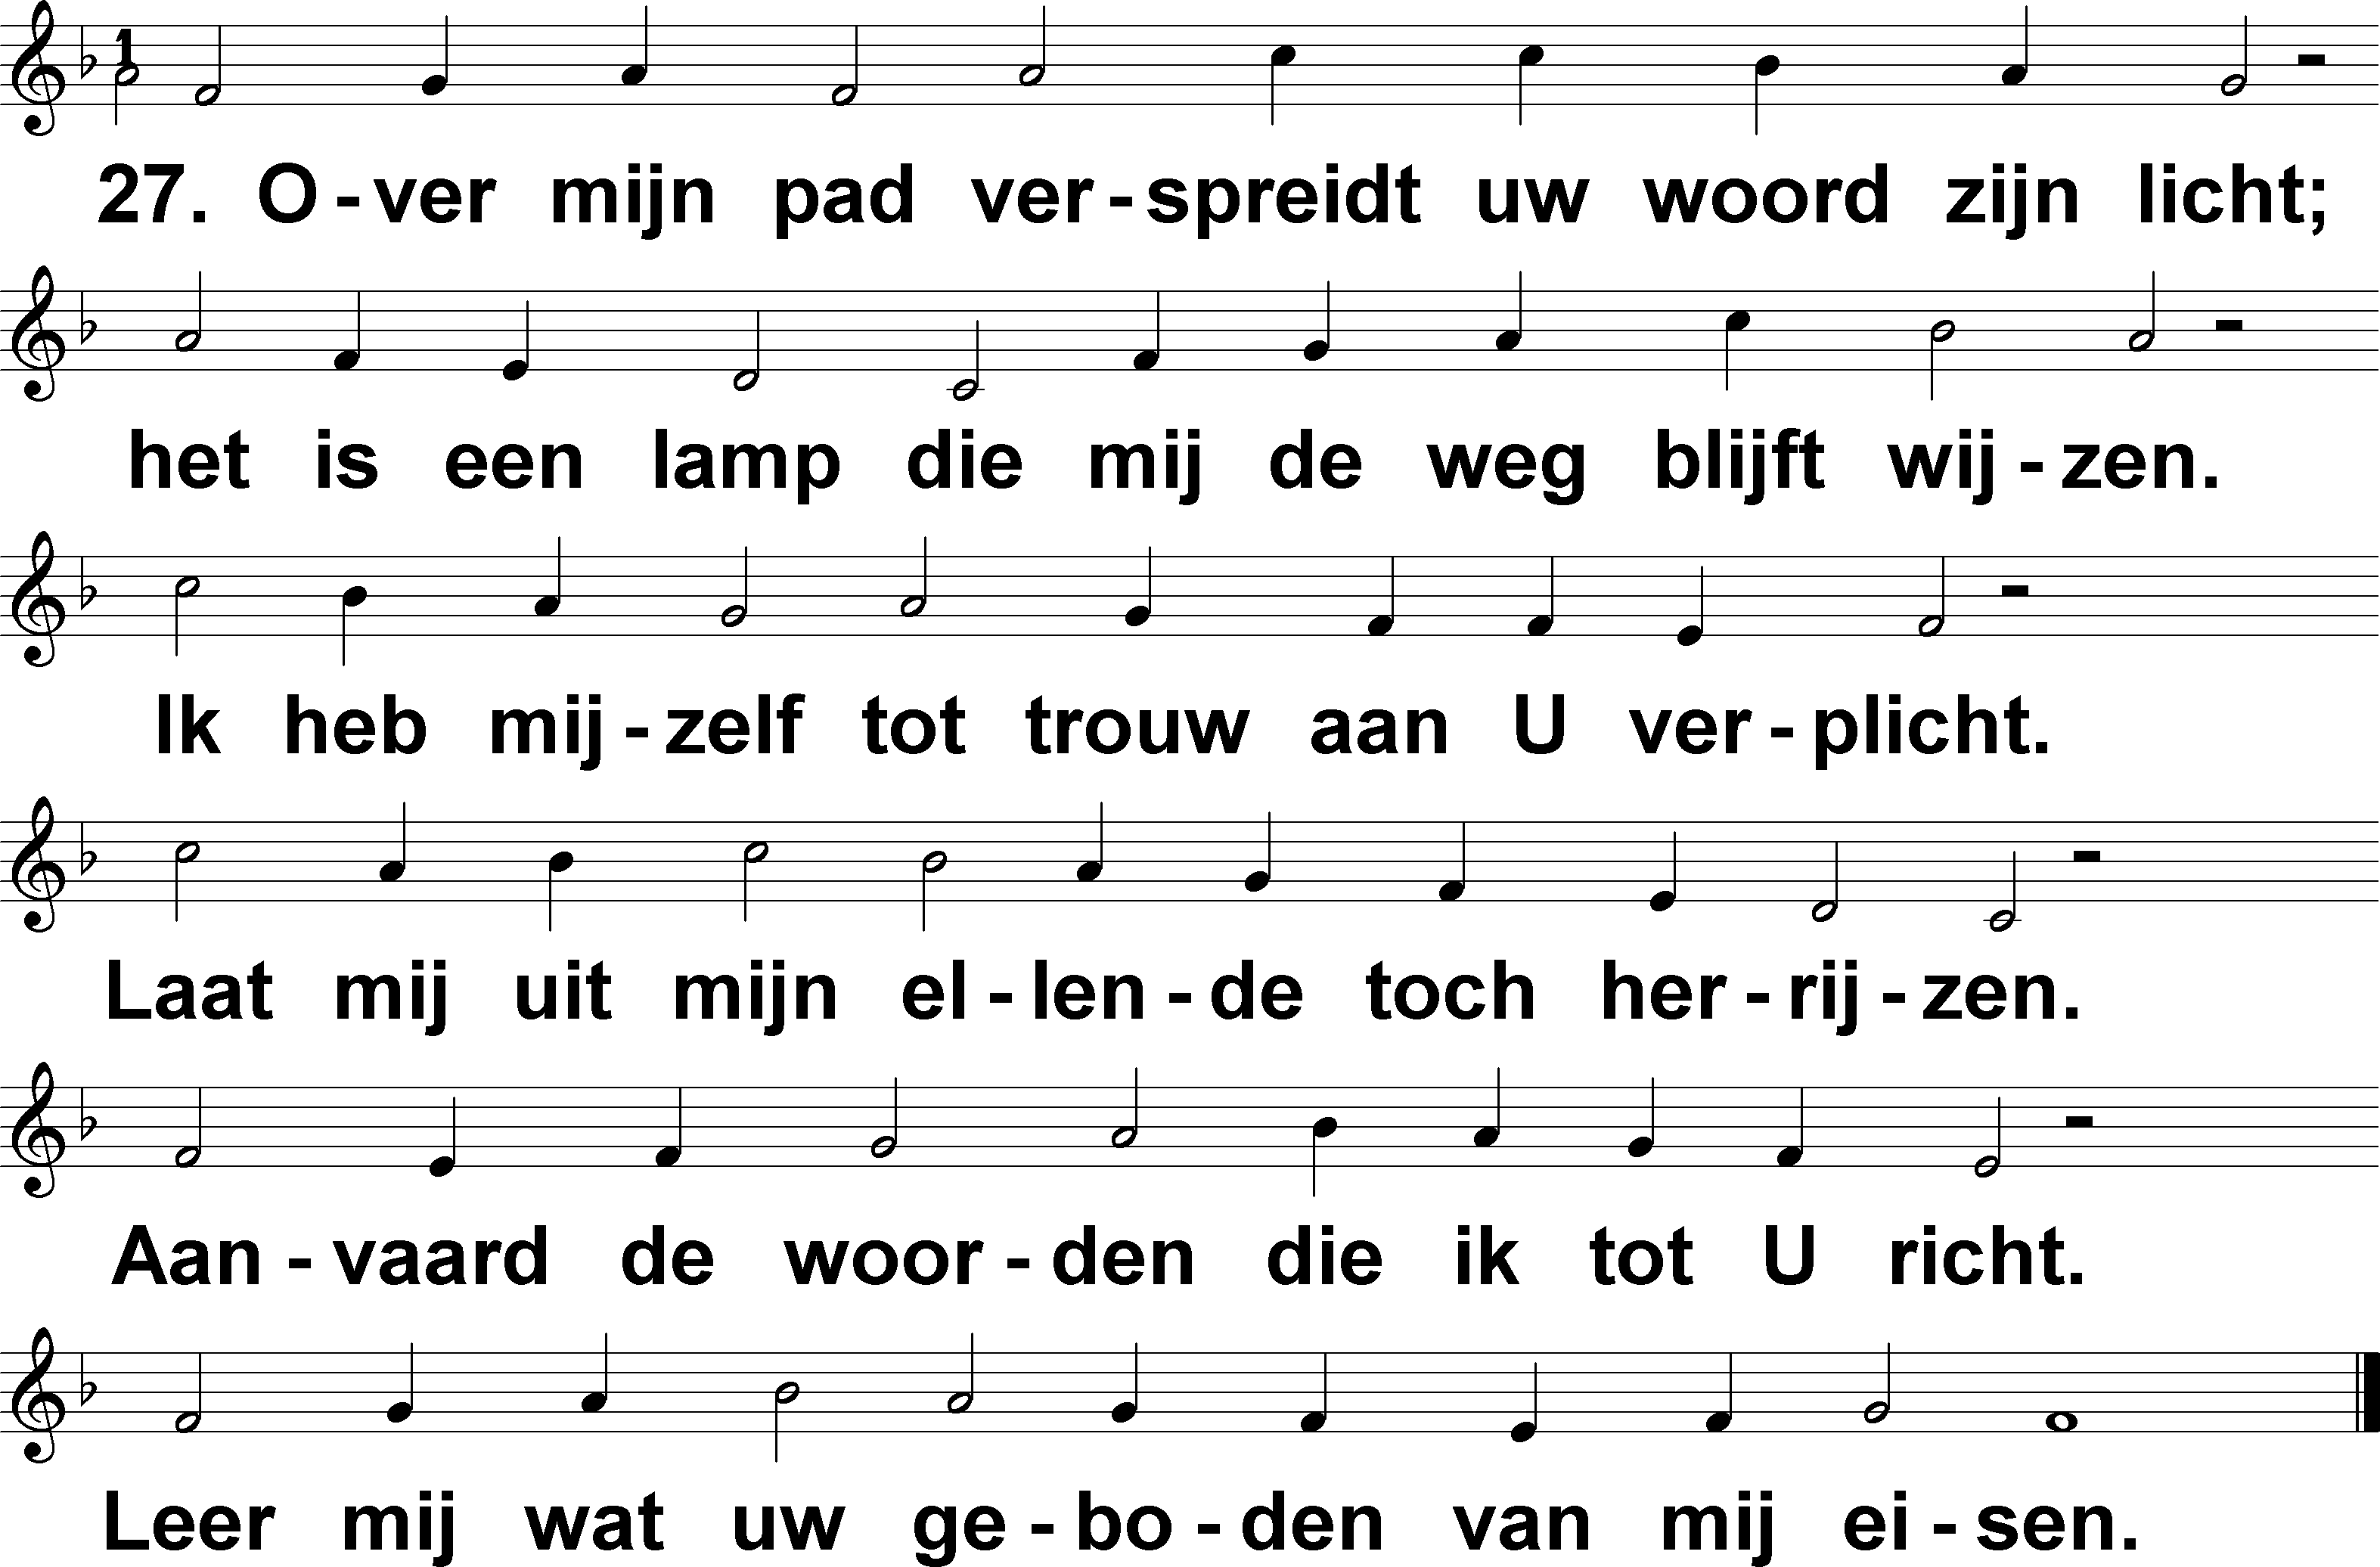 1
27. O-ver mijn pad ver-spreidt uw woord zijn licht;
het is een lamp die mij de weg blijft wij-zen.
Ik heb mij-zelf tot trouw aan U ver-plicht.
Laat mij uit mijn el-len-de toch her-rij-zen.
Aan-vaard de woor-den die ik tot U richt.
Leer mij wat uw ge-bo-den van mij ei-sen.